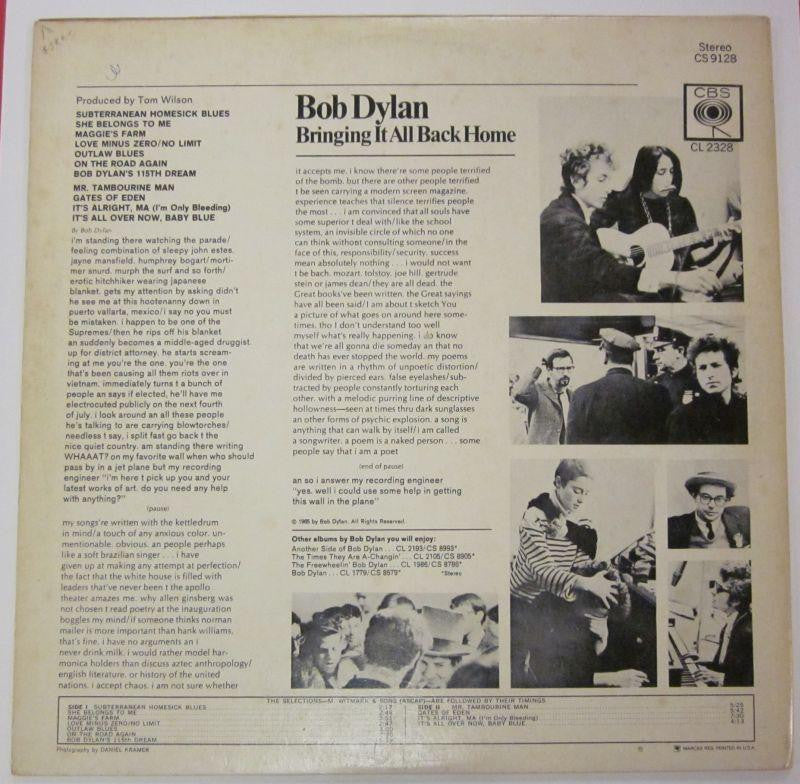 Stereo
CS 9128
CBS
CL 2328
Produced by Tom Wilson
SUBTERRANEAN HOMESICK BLUES
SHE BELONGS TO ME
MAGGIE'S FARM
LOVE MINUS ZERO/NO LIMIT
OUTLAW BLUES
ON THE ROAD AGAIN
BOB DYLAN'S 115TH DREAM
MR. TAMBOURINE MAN
GATES OF EDEN
IT'S ALRIGHT, MA (I'm Only Bleeding)
IT'S ALL OVER NOW, BABY BLUE
By Bob Dylan
i'm standing there watching the parade/
feeling combination of sleepy john estes.
jayne mansfield. humphrey bogart/morti-
mer snurd. murph the surf and so forth/
erotic hitchhiker wearing japanese
blanket. gets my attention by asking didn't
he see me at this hootenanny down in
puerto vallarta, mexico/i say no you must
be mistaken. i happen to be one of the
Supremes/then he rips off his blanket
an suddenly becomes a middle-aged druggist.
up for district attorney. he starts scream-
ing at me you're the one. you're the one
that's been causing all them riots over in
vietnam. immediately turns t a bunch of
people an says if elected, he'll have me
electrocuted publicly on the next fourth
of july. i look around an all these people
he's talking to are carrying blowtorches/
needless t say, i split fast go back t the
nice quiet country. am standing there writing
WHAAAT? on my favorite wall when who should
pass by in a jet plane but my recording
engineer "i'm here t pick up you and your
latest works of art. do you need any help
with anything?"
(pause)
my songs're written with the kettledrum
in mind/a touch of any anxious color. un-
mentionable. obvious. an people perhaps
like a soft brazilian singer . . . i have
given up at making any attempt at perfection/
the fact that the white house is filled with
leaders that've never been t the apollo
theater amazes me. why allen ginsberg was
not chosen t read poetry at the inauguration
boggles my mind/if someone thinks norman
mailer is more important than hank williams,
that's fine. i have no arguments an i
never drink milk. i would rather model har-
monica holders than discuss aztec anthropology/
english literature. or history of the united
nations. i accept chaos. i am not sure whether
Bob Dylan
Bringing It All Back Home
it accepts me. i know there're some people terrified
of the bomb. but there are other people terrified
t be seen carrying a modern screen magazine.
experience teaches that silence terrifies people
the most . . . i am convinced that all souls have
some superior t deal with/like the school
system, an invisible circle of which no one
can think without consulting someone/in the
face of this, responsibility/security, success
mean absolutely nothing . . . i would not want
t be bach. mozart. tolstoy. joe hill. gertrude
stein or james dean/they are all dead. the
Great books've been written. the Great sayings
have all been said/I am about t sketch You
a picture of what goes on around here some-
times. tho I don't understand too well
myself what's really happening. i do know
that we're all gonna die someday an that no
death has ever stopped the world. my poems
are written in a rhythm of unpoetic distortion/
divided by pierced ears. false eyelashes/sub-
tracted by people constantly torturing each
other. with a melodic purring line of descriptive
hollowness—seen at times thru dark sunglasses
an other forms of psychic explosion. a song is
anything that can walk by itself/i am called
a songwriter. a poem is a naked person . . . some
people say that i am a poet
(end of pause)
an so i answer my recording engineer
"yes. well i could use some help in getting
this wall in the plane"
© 1965 by Bob Dylan. All Rights Reserved.
Other albums by Bob Dylan you will enjoy:
Another Side of Bob Dylan . . . CL 2193/CS 8993*
The Times They Are A-Changin' . . . CL 2105/CS 8905*
The Freewheelin' Bob Dylan . . . CL 1986/CS 8786*
Bob Dylan . . . CL 1779/CS 8579* *Stereo
THE SELECTIONS—M. WITMARK & SONS (ASCAP)—ARE FOLLOWED BY THEIR TIMINGS
SIDE I SUBTERRANEAN HOMESICK BLUES 2:17
SHE BELONGS TO ME 2:48
MAGGIE'S FARM 3:51
LOVE MINUS ZERO/NO LIMIT 2:47
OUTLAW BLUES 3:00
ON THE ROAD AGAIN
BOB DYLAN'S 115th DREAM
SIDE II MR. TAMBOURINE MAN 5:25
GATES OF EDEN 5:42
IT'S ALRIGHT, MA (I'm Only Bleeding) 7:30
IT'S ALL OVER NOW, BABY BLUE 4:13
Photography by DANIEL KRAMER
MARCAS REG. PRINTED IN U.S.A.